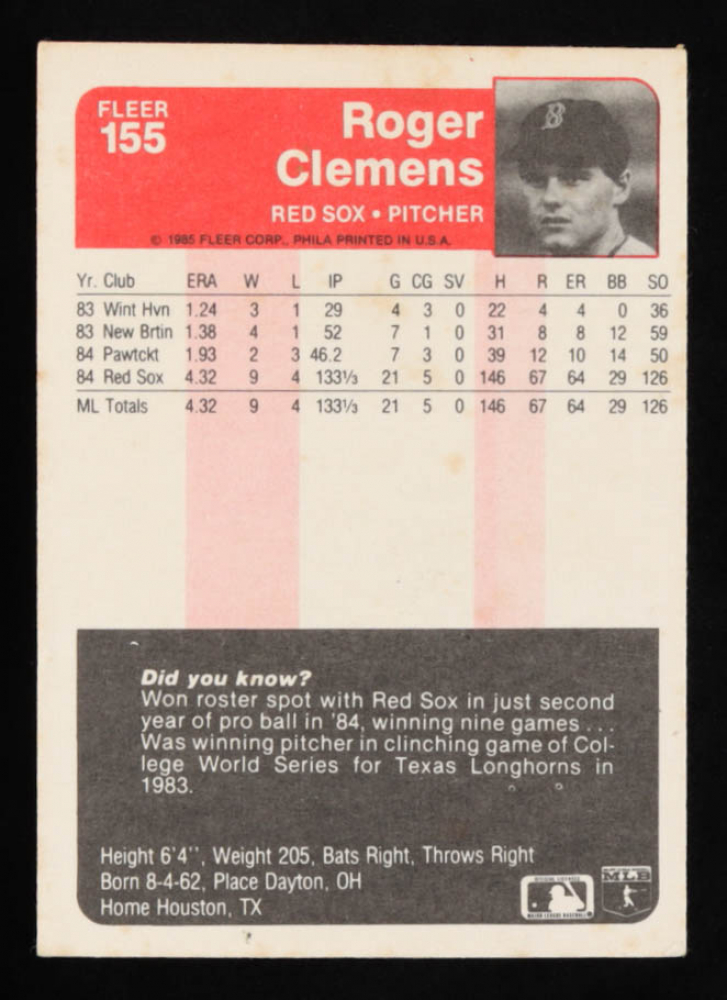 FLEER
155
Roger
Clemens
RED SOX • PITCHER
© 1985 FLEER CORP., PHILA PRINTED IN U.S.A.
Yr. Club ERA W L IP G CG SV H R ER BB SO
83 Wint Hvn 1.24 3 1 29 4 3 0 22 4 4 0 36
83 New Brtin 1.38 4 1 52 7 1 0 31 8 8 12 59
84 Pawtckt 1.93 2 3 46.2 7 3 0 39 12 10 14 50
84 Red Sox 4.32 9 4 133⅓ 21 5 0 146 67 64 29 126
ML Totals 4.32 9 4 133⅓ 21 5 0 146 67 64 29 126
Did you know?
Won roster spot with Red Sox in just second
year of pro ball in '84, winning nine games . . .
Was winning pitcher in clinching game of Col-
lege World Series for Texas Longhorns in
1983.
Height 6'4'', Weight 205, Bats Right, Throws Right
Born 8-4-62, Place Dayton, OH
Home Houston, TX
MAJOR LEAGUE BASEBALL